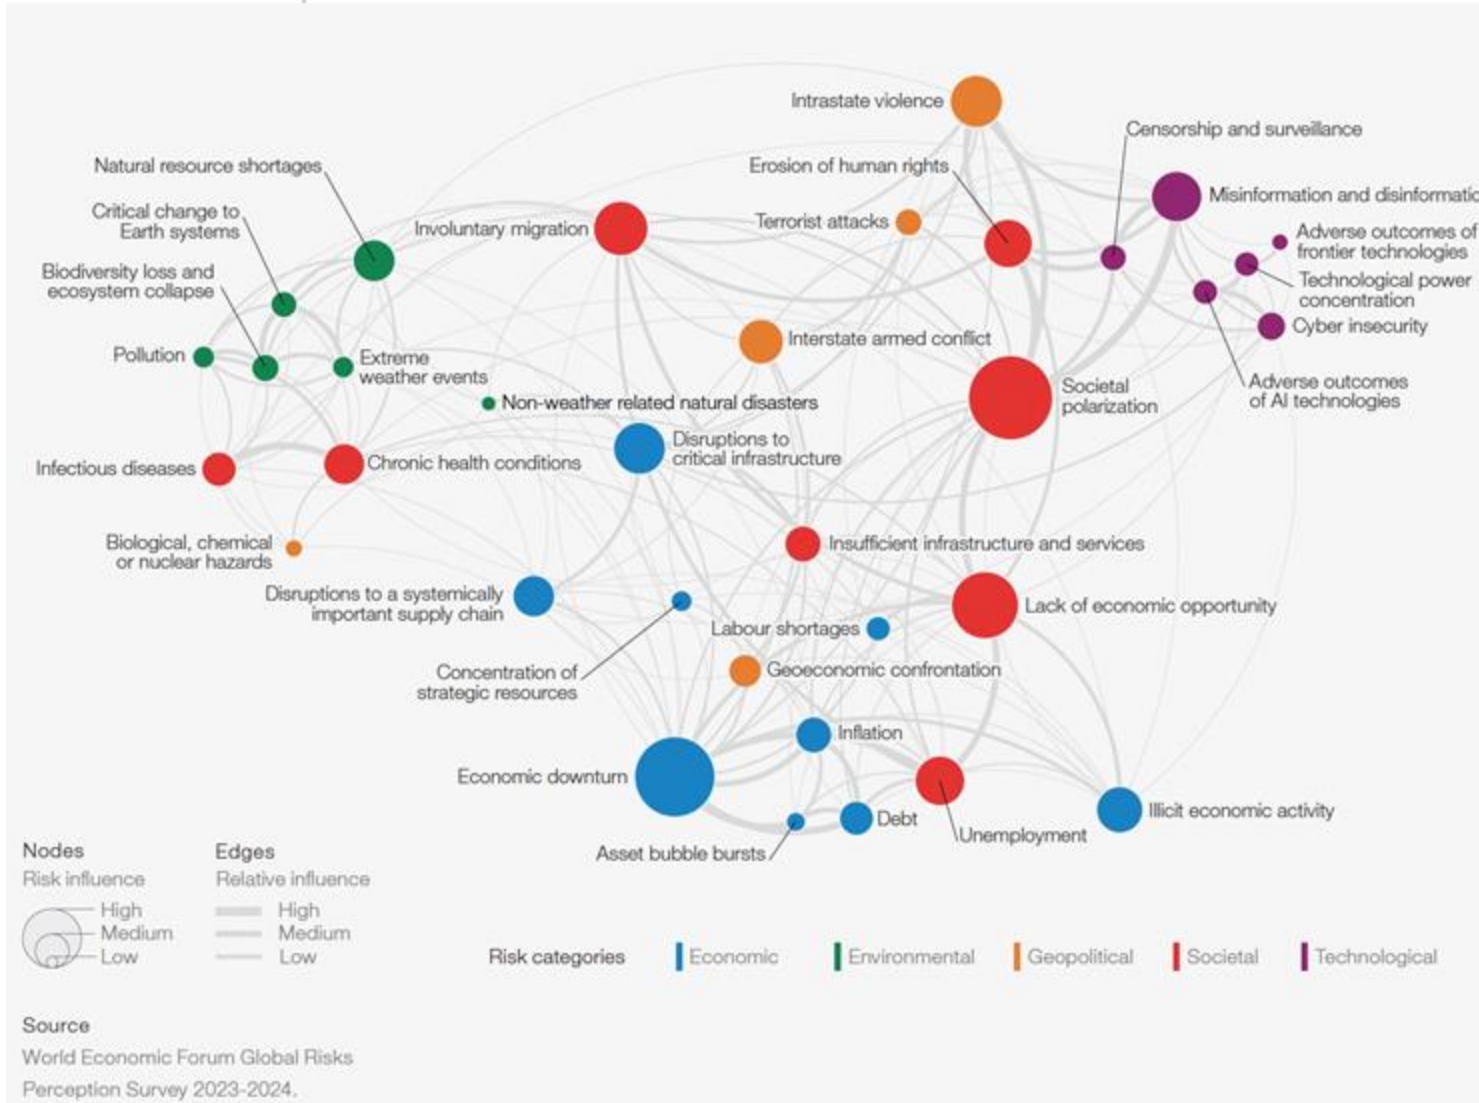 Intrastate violence
Censorship and surveillance
Natural resource shortages
Erosion of human rights
Misinformation and disinformatic
Critical change to
Earth systems
Involuntary migration
Terrorist attacks
Adverse outcomes of
frontier technologies
Biodiversity loss and
ecosystem collapse
Technological power
concentration
Interstate armed conflict
Cyber insecurity
Pollution
Extreme
weather events
Adverse outcomes
of AI technologies
Societal
polarization
Non-weather related natural disasters
Disruptions to
critical infrastructure
Infectious diseases
Chronic health conditions
Biological, chemical
or nuclear hazards
Insufficient infrastructure and services
Disruptions to a systemically
important supply chain
Lack of economic opportunity
Labour shortages
Concentration of
strategic resources
Geoeconomic confrontation
Inflation
Economic downturn
Illicit economic activity
Debt
Unemployment
Asset bubble bursts
Nodes
Risk influence
High
Medium
Low
Edges
Relative influence
High
Medium
Low
Risk categories
Economic
Environmental
Geopolitical
Societal
Technological
Source
World Economic Forum Global Risks
Perception Survey 2023-2024.